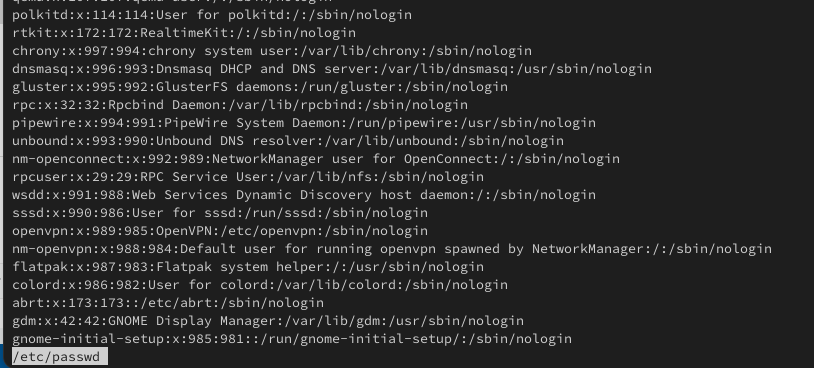 polkitd:x:114:114:User for polkitd:/:/sbin/nologin
rtkit:x:172:172:RealtimeKit:/:/sbin/nologin
chrony:x:997:994:chrony system user:/var/lib/chrony:/sbin/nologin
dnsmasq:x:996:993:Dnsmasq DHCP and DNS server:/var/lib/dnsmasq:/usr/sbin/nologin
gluster:x:995:992:GlusterFS daemons:/run/gluster:/sbin/nologin
rpc:x:32:32:Rpcbind Daemon:/var/lib/rpcbind:/sbin/nologin
pipewire:x:994:991:PipeWire System Daemon:/run/pipewire:/usr/sbin/nologin
unbound:x:993:990:Unbound DNS resolver:/var/lib/unbound:/sbin/nologin
nm-openconnect:x:992:989:NetworkManager user for OpenConnect:/:/sbin/nologin
rpcuser:x:29:29:RPC Service User:/var/lib/nfs:/sbin/nologin
wsdd:x:991:988:Web Services Dynamic Discovery host daemon:/:/sbin/nologin
sssd:x:990:986:User for sssd:/run/sssd:/sbin/nologin
openvpn:x:989:985:OpenVPN:/etc/openvpn:/sbin/nologin
nm-openvpn:x:988:984:Default user for running openvpn spawned by NetworkManager:/:/sbin/nologin
flatpak:x:987:983:Flatpak system helper:/:/usr/sbin/nologin
colord:x:986:982:User for colord:/var/lib/colord:/sbin/nologin
abrt:x:173:173::/etc/abrt:/sbin/nologin
gdm:x:42:42:GNOME Display Manager:/var/lib/gdm:/usr/sbin/nologin
gnome-initial-setup:x:985:981::/run/gnome-initial-setup/:/sbin/nologin
/etc/passwd